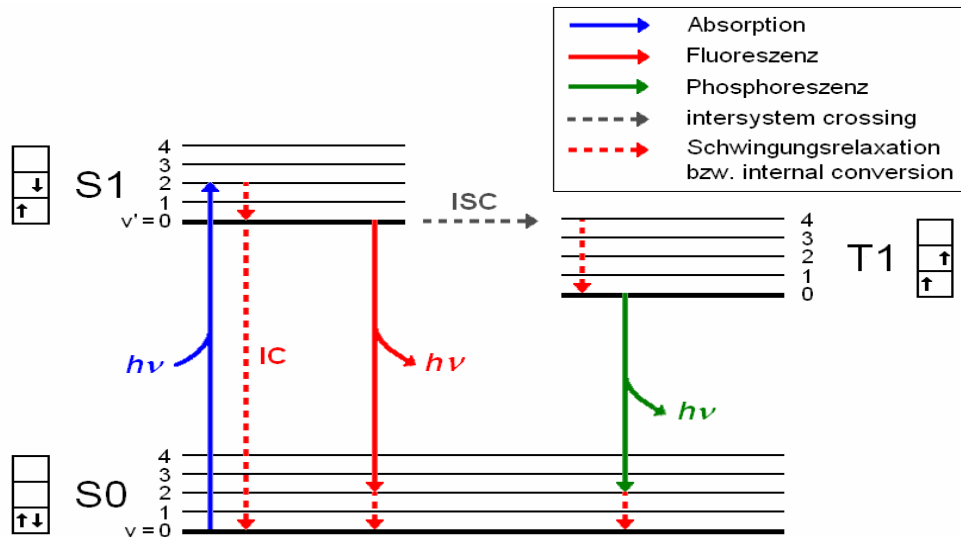 Absorption
Fluoreszenz
Phosphoreszenz
intersystem crossing
Schwingungsrelaxation
bzw. internal conversion
S1
4
3
2
1
v' = 0
ISC
4
3
2
1
0
T1
hν
IC
hν
hν
S0
4
3
2
1
v = 0